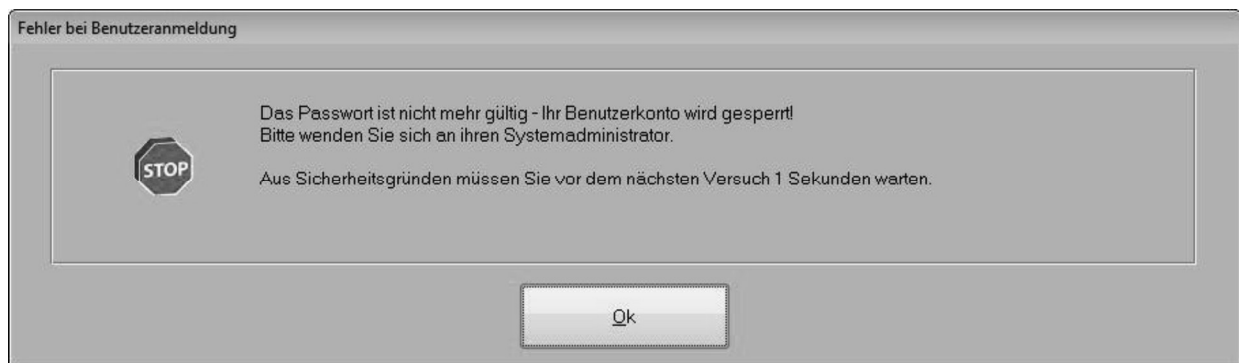 Fehler bei Benutzeranmeldung
Das Passwort ist nicht mehr gültig - Ihr Benutzerkonto wird gesperrt!
Bitte wenden Sie sich an ihren Systemadministrator.
STOP
Aus Sicherheitsgründen müssen Sie vor dem nächsten Versuch 1 Sekunden warten.
Ok